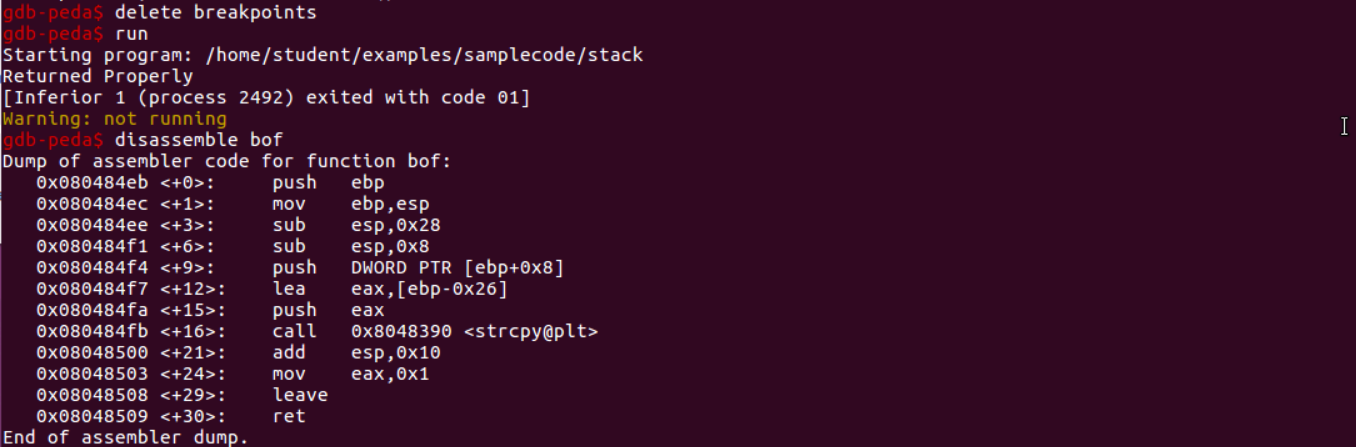 gdb-peda$ delete breakpoints
gdb-peda$ run
Starting program: /home/student/examples/samplecode/stack
Returned Properly
[Inferior 1 (process 2492) exited with code 01]
Warning: not running
gdb-peda$ disassemble bof
Dump of assembler code for function bof:
   0x080484eb <+0>:     push   ebp
   0x080484ec <+1>:     mov    ebp,esp
   0x080484ee <+3>:     sub    esp,0x28
   0x080484f1 <+6>:     sub    esp,0x8
   0x080484f4 <+9>:     push   DWORD PTR [ebp+0x8]
   0x080484f7 <+12>:    lea    eax,[ebp-0x26]
   0x080484fa <+15>:    push   eax
   0x080484fb <+16>:    call   0x8048390 <strcpy@plt>
   0x08048500 <+21>:    add    esp,0x10
   0x08048503 <+24>:    mov    eax,0x1
   0x08048508 <+29>:    leave
   0x08048509 <+30>:    ret
End of assembler dump.